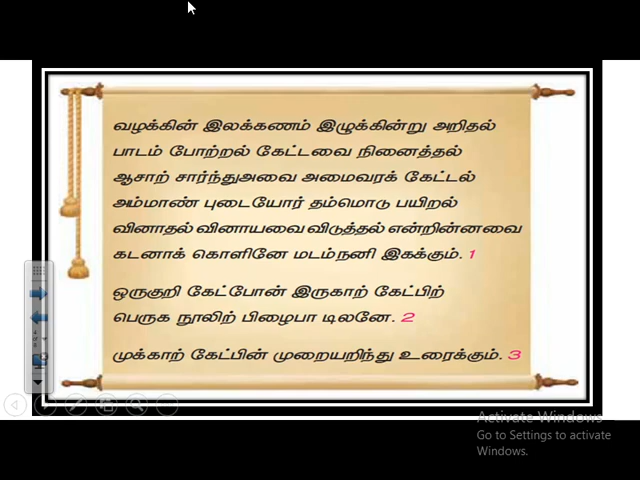 வழக்கின் இலக்கணம் இழுக்கின்று அறிதல்
பாடம் போற்றல் கேட்டவை நினைத்தல்
ஆசாற் சார்ந்துஅவை அமைவரக் கேட்டல்
அம்மாண் புடையோர் தம்மொடு பயிறல்
வினாதல் வினாயவை விடுத்தல் என்றின்னவை
கடனாக் கொளினே மடம்நனி இகக்கும். 1
ஒருகுறி கேட்போன் இருகாற் கேட்பிற்
பெருக நூலிற் பிழைபா டிலனே. 2
முக்காற் கேட்பின் முறையறிந்து உரைக்கும். 3
Activate Windows
Go to Settings to activate
Windows.